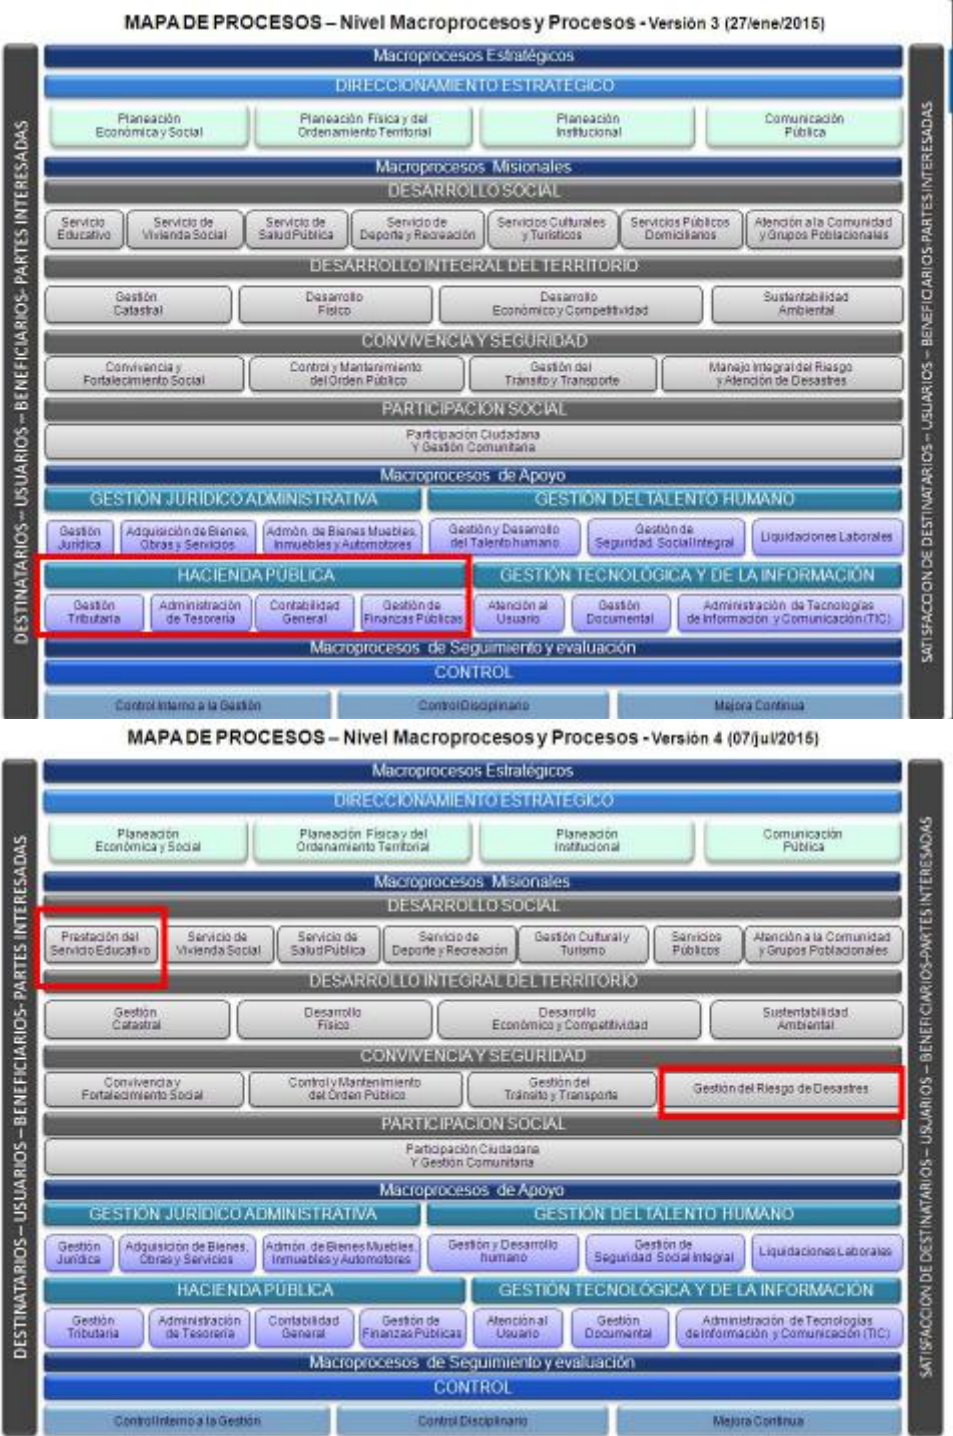 MAPA DE PROCESOS – Nivel Macroprocesos y Procesos - Versión 3 (27/ene/2015)
DESTINATARIOS – USUARIOS – BENEFICIARIOS- PARTES INTERESADAS
Macroprocesos Estratégicos
DIRECCIONAMIENTO ESTRATÉGICO
Planeación
Económica y Social
Planeación Física y del
Ordenamiento Territorial
Planeación
Institucional
Comunicación
Pública
Macroprocesos Misionales
DESARROLLO SOCIAL
Servicio
Educativo
Servicio de
Vivienda Social
Servicio de
Salud Pública
Servicio de
Deporte y Recreación
Servicios Culturales
y Turísticos
Servicios Públicos
Domiciliarios
Atención a la Comunidad
y Grupos Poblacionales
DESARROLLO INTEGRAL DEL TERRITORIO
Gestión
Catastral
Desarrollo
Físico
Desarrollo
Económico y Competitividad
Sustentabilidad
Ambiental
CONVIVENCIA Y SEGURIDAD
Convivencia y
Fortalecimiento Social
Control y Mantenimiento
del Orden Público
Gestión del
Tránsito y Transporte
Manejo Integral del Riesgo
y Atención de Desastres
PARTICIPACION SOCIAL
Participación Ciudadana
Y Gestión Comunitaria
Macroprocesos de Apoyo
GESTIÓN JURÍDICO ADMINISTRATIVA
GESTIÓN DEL TALENTO HUMANO
Gestión
Jurídica
Adquisición de Bienes,
Obras y Servicios
Admón. de Bienes Muebles,
Inmuebles y Automotores
Gestión y Desarrollo
del Talento humano
Gestión de
Seguridad Social Integral
Liquidaciones Laborales
HACIENDA PÚBLICA
GESTIÓN TECNOLÓGICA Y DE LA INFORMACIÓN
Gestión
Tributaria
Administración
de Tesorería
Contabilidad
General
Gestión de
Finanzas Públicas
Atención al
Usuario
Gestión
Documental
Administración de Tecnologías
de Información y Comunicación (TIC)
Macroprocesos de Seguimiento y evaluación
CONTROL
Control Interno a la Gestión
Control Disciplinario
Mejora Continua
SATISFACCION DE DESTINATARIOS – USUARIOS – BENEFICIARIOS-PARTES INTERESADAS
MAPA DE PROCESOS – Nivel Macroprocesos y Procesos - Versión 4 (07/jul/2015)
DESTINATARIOS – USUARIOS – BENEFICIARIOS- PARTES INTERESADAS
Macroprocesos Estratégicos
DIRECCIONAMIENTO ESTRATÉGICO
Planeación
Económica y Social
Planeación Física y del
Ordenamiento Territorial
Planeación
Institucional
Comunicación
Pública
Macroprocesos Misionales
DESARROLLO SOCIAL
Prestación del
Servicio Educativo
Servicio de
Vivienda Social
Servicio de
Salud Pública
Servicio de
Deporte y Recreación
Gestión Cultural y
Turismo
Servicios
Públicos
Atención a la Comunidad
y Grupos Poblacionales
DESARROLLO INTEGRAL DEL TERRITORIO
Gestión
Catastral
Desarrollo
Físico
Desarrollo
Económico y Competitividad
Sustentabilidad
Ambiental
CONVIVENCIA Y SEGURIDAD
Convivencia y
Fortalecimiento Social
Control y Mantenimiento
del Orden Público
Gestión del
Tránsito y Transporte
Gestión del Riesgo de Desastres
PARTICIPACION SOCIAL
Participación Ciudadana
Y Gestión Comunitaria
Macroprocesos de Apoyo
GESTIÓN JURÍDICO ADMINISTRATIVA
GESTIÓN DEL TALENTO HUMANO
Gestión
Jurídica
Adquisición de Bienes,
Obras y Servicios
Admón. de Bienes Muebles,
Inmuebles y Automotores
Gestión y Desarrollo
humano
Gestión de
Seguridad Social Integral
Liquidaciones Laborales
HACIENDA PÚBLICA
GESTIÓN TECNOLÓGICA Y DE LA INFORMACIÓN
Gestión
Tributaria
Administración
de Tesorería
Contabilidad
General
Gestión de
Finanzas Públicas
Atención al
Usuario
Gestión
Documental
Administración de Tecnologías
de Información y Comunicación (TIC)
Macroprocesos de Seguimiento y evaluación
CONTROL
Control Interno a la Gestión
Control Disciplinario
Mejora Continua
SATISFACCION DE DESTINATARIOS – USUARIOS – BENEFICIARIOS-PARTES INTERESADAS